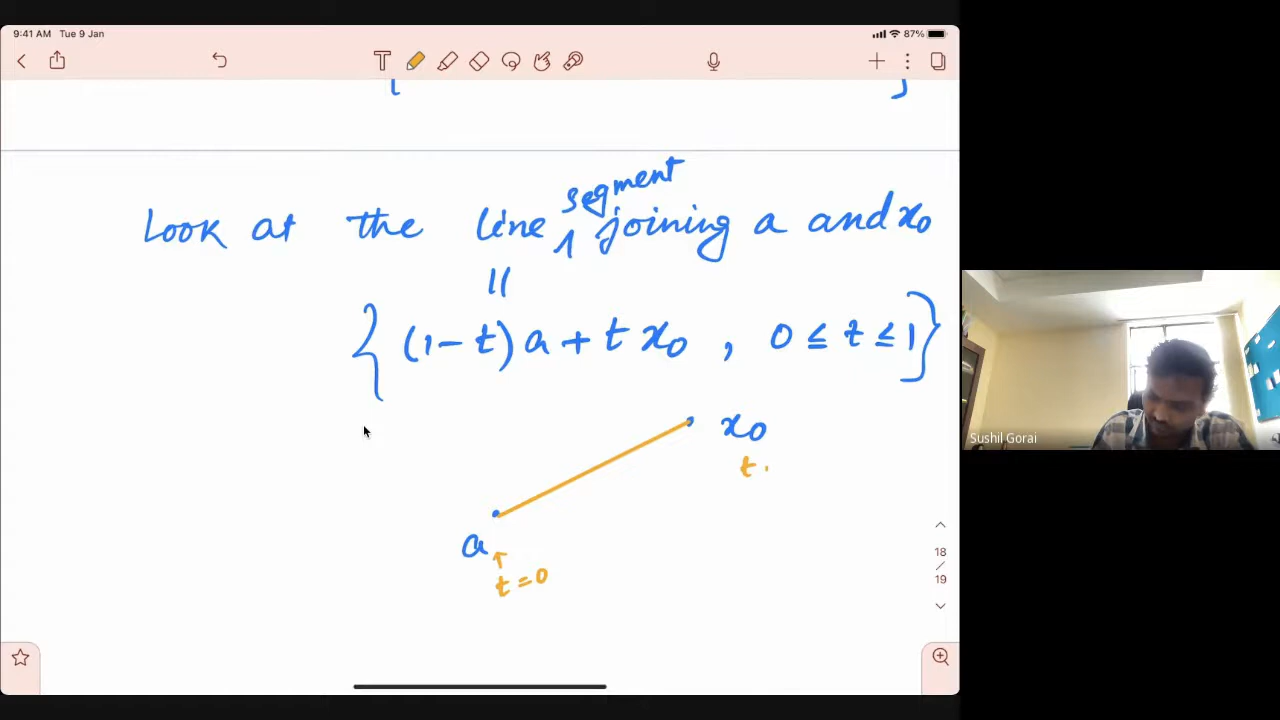 9:41 AM Tue 9 Jan 87%
T
segment
Look at the line ⋏ joining a and x₀
||
{ (1-t) a + t x₀ , 0 ≤ t ≤ 1 }
x₀
t
a
↑
t = 0
18
/
19
Sushil Gorai